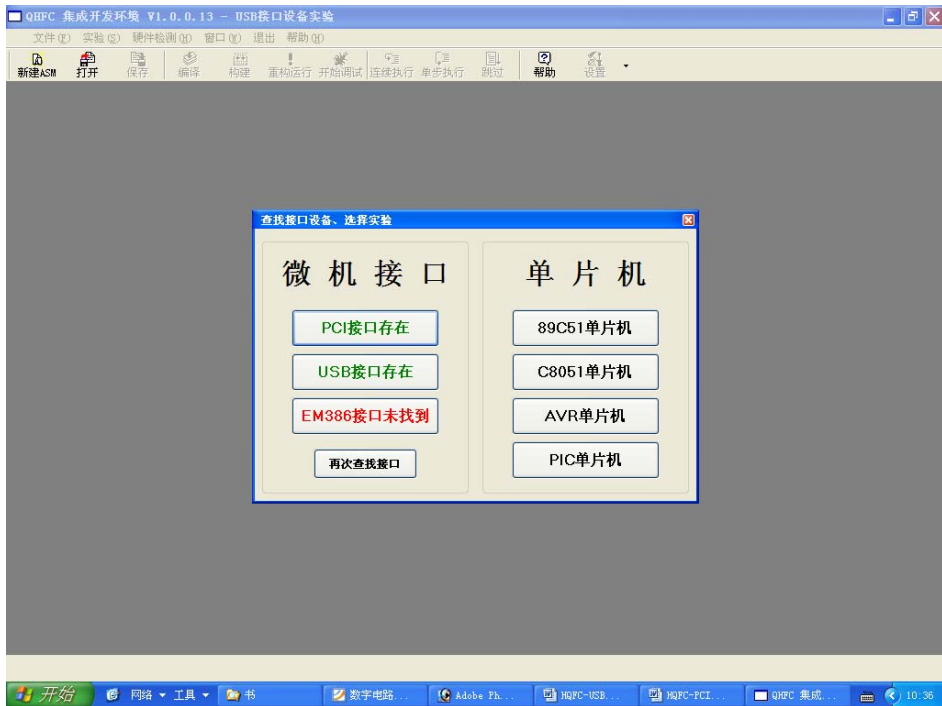 QHFC 集成开发环境 V1.0.0.13 - USB接口设备实验
文件(F) 实验(S) 硬件检测(H) 窗口(W) 退出 帮助(H)
新建ASM 打开 保存 编译 构建 重构运行 开始调试 连续执行 单步执行 跳过 帮助 设置
查找接口设备、选择实验
微机接口
PCI接口存在
USB接口存在
EM386接口未找到
再次查找接口
单片机
89C51单片机
C8051单片机
AVR单片机
PIC单片机
开始 网络 工具 书 数字电路... Adobe Ph... HQFC-USB... HQFC-PCI... QHFC 集成... 10:36